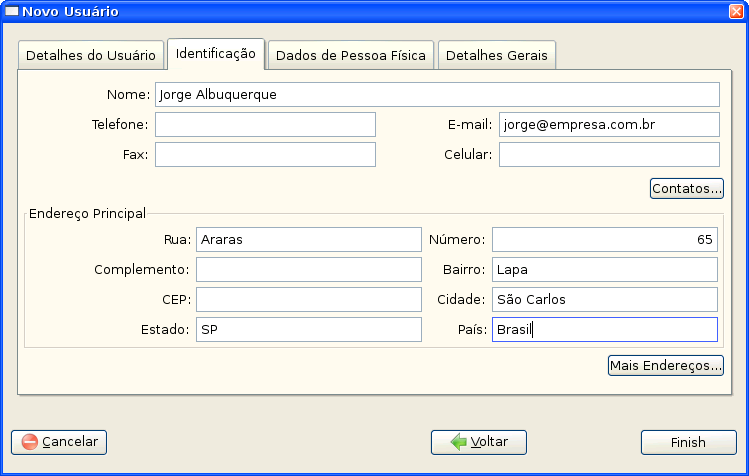 Novo Usuário
Detalhes do Usuário Identificação Dados de Pessoa Física Detalhes Gerais
Nome: Jorge Albuquerque
Telefone: E-mail: jorge@empresa.com.br
Fax: Celular:
Contatos...
Endereço Principal
Rua: Araras Número: 65
Complemento: Bairro: Lapa
CEP: Cidade: São Carlos
Estado: SP País: Brasil
Mais Endereços...
Cancelar Voltar Finish